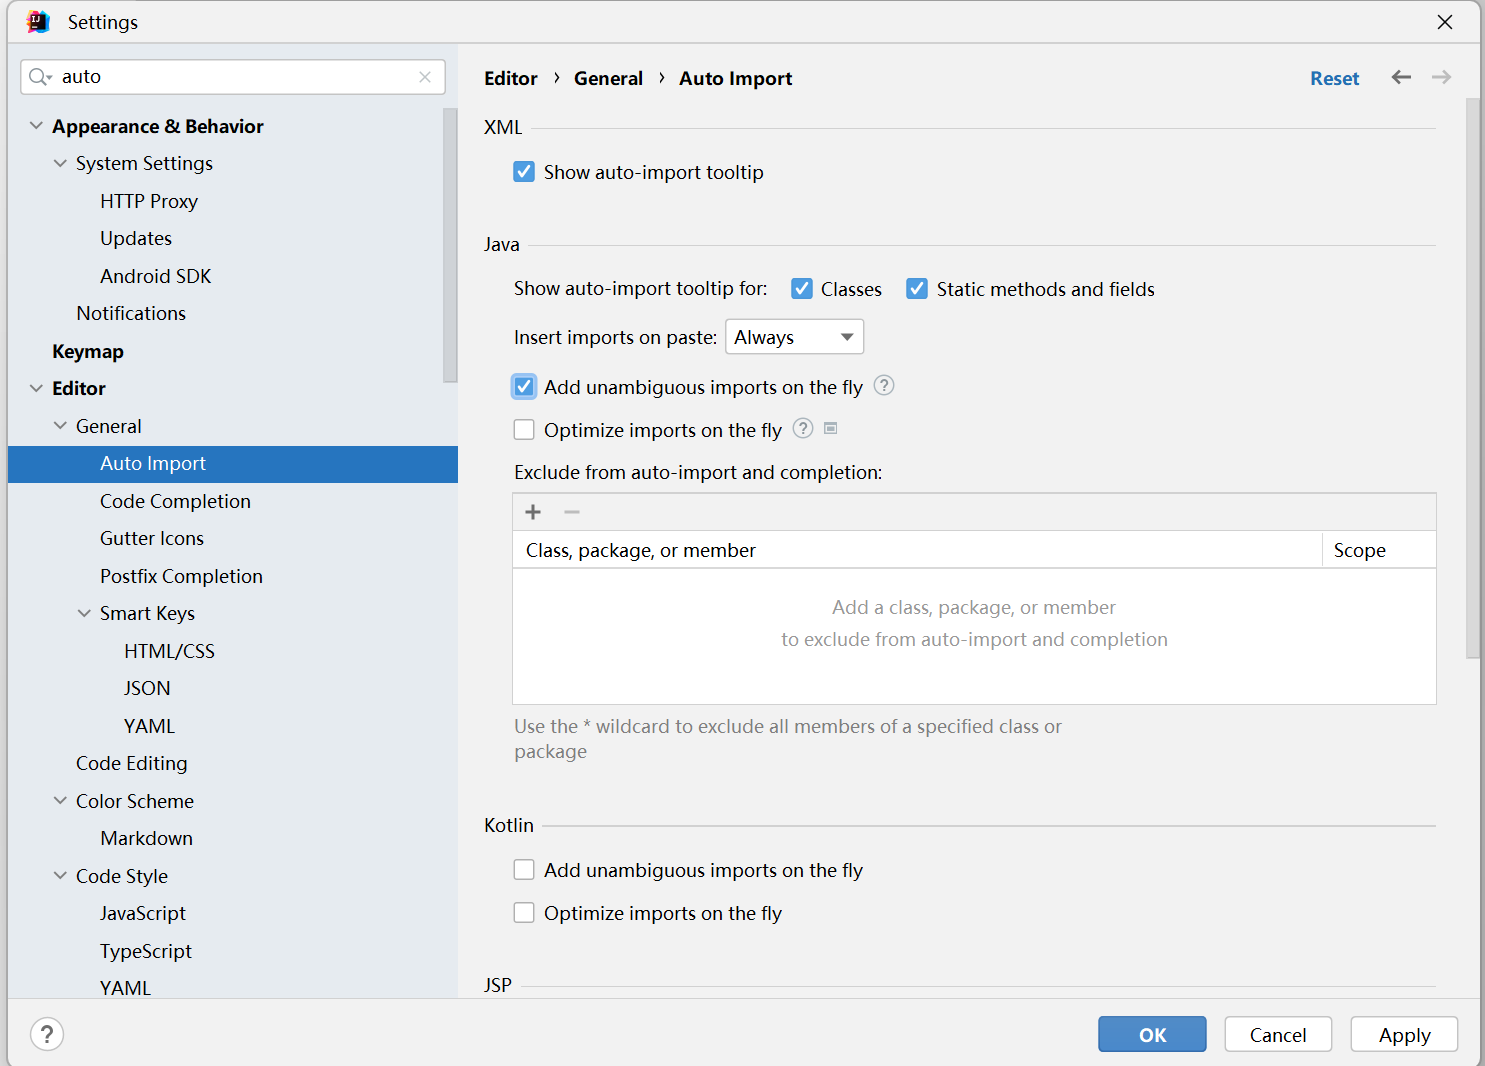 Settings
auto
Appearance & Behavior
System Settings
HTTP Proxy
Updates
Android SDK
Notifications
Keymap
Editor
General
Auto Import
Code Completion
Gutter Icons
Postfix Completion
Smart Keys
HTML/CSS
JSON
YAML
Code Editing
Color Scheme
Markdown
Code Style
JavaScript
TypeScript
YAML
Editor › General › Auto Import
Reset
XML
Show auto-import tooltip
Java
Show auto-import tooltip for: Classes Static methods and fields
Insert imports on paste: Always
Add unambiguous imports on the fly ?
Optimize imports on the fly ?
Exclude from auto-import and completion:
Class, package, or member Scope
Add a class, package, or member
to exclude from auto-import and completion
Use the * wildcard to exclude all members of a specified class or
package
Kotlin
Add unambiguous imports on the fly
Optimize imports on the fly
JSP
? OK Cancel Apply